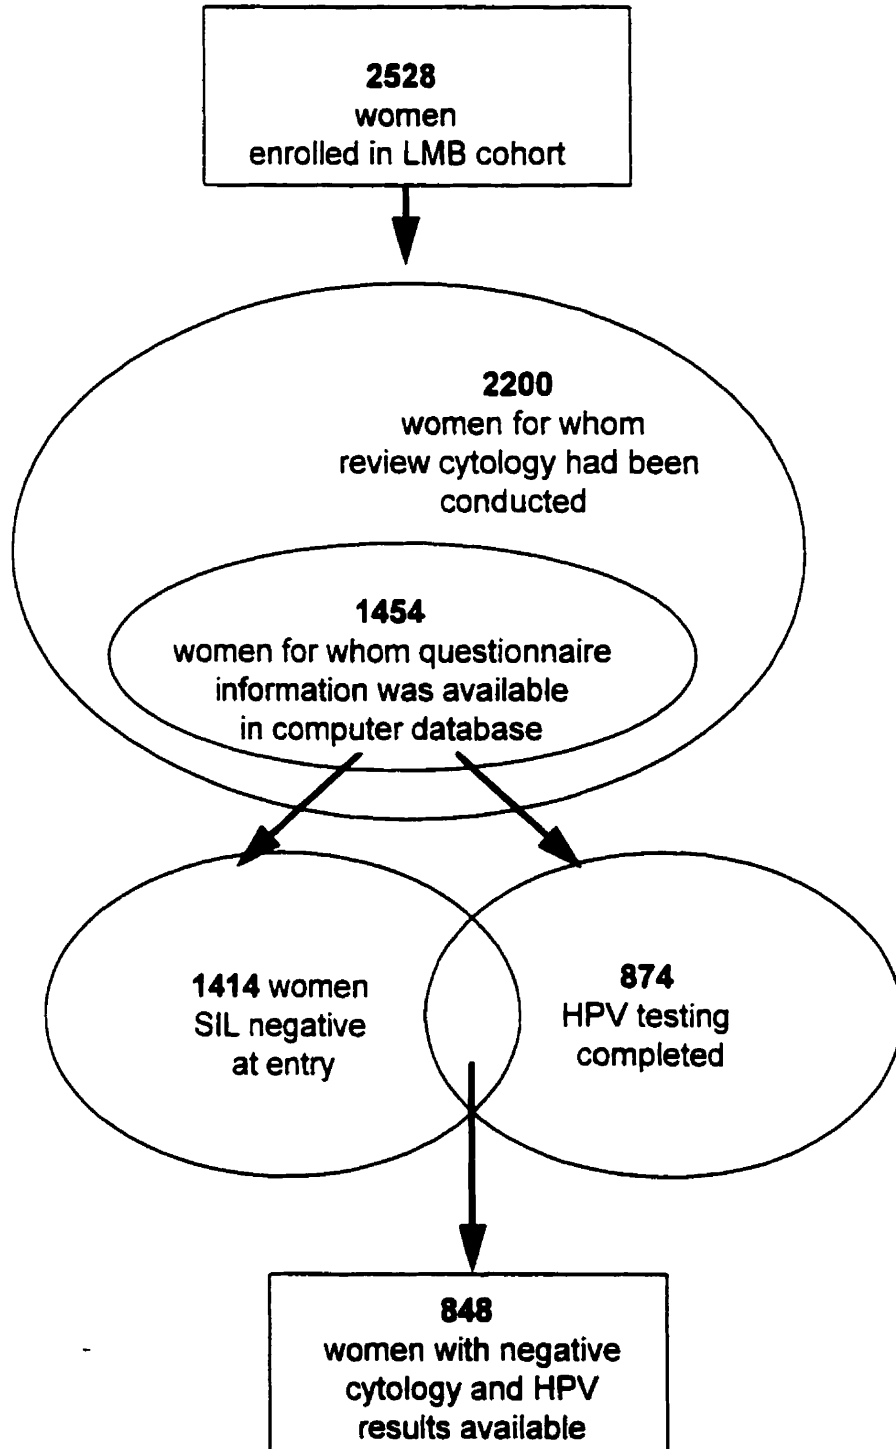 2528
women
enrolled in LMB cohort
2200
women for whom
review cytology had been
conducted
1454
women for whom questionnaire
information was available
in computer database
1414 women
SIL negative
at entry
874
HPV testing
completed
848
women with negative
cytology and HPV
results available